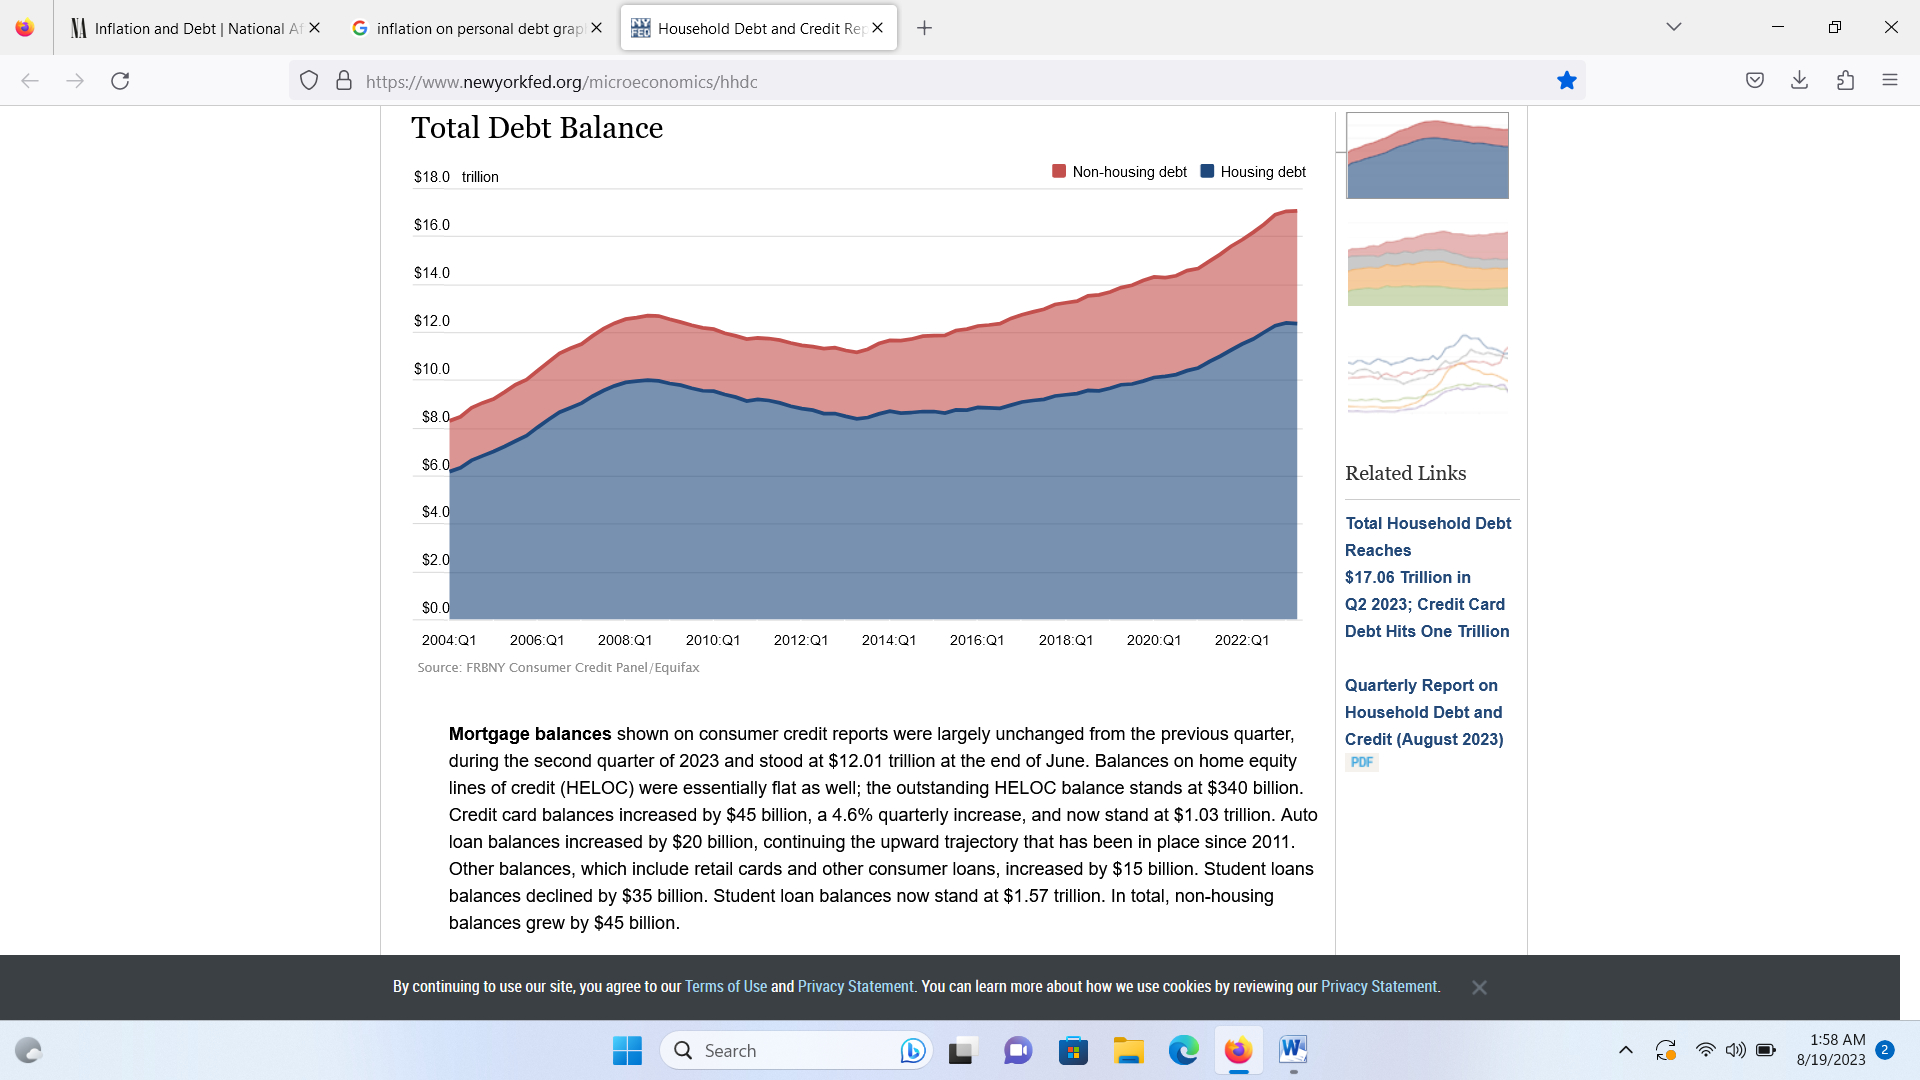 Inflation and Debt | National Af
inflation on personal debt grap
NY FED
Household Debt and Credit Rep
https://www.newyorkfed.org/microeconomics/hhdc
Total Debt Balance
$18.0 trillion
Non-housing debt
Housing debt
$16.0
$14.0
$12.0
$10.0
$8.0
$6.0
$4.0
$2.0
$0.0
2004:Q1 2006:Q1 2008:Q1 2010:Q1 2012:Q1 2014:Q1 2016:Q1 2018:Q1 2020:Q1 2022:Q1
Source: FRBNY Consumer Credit Panel/Equifax
Mortgage balances shown on consumer credit reports were largely unchanged from the previous quarter,
during the second quarter of 2023 and stood at $12.01 trillion at the end of June. Balances on home equity
lines of credit (HELOC) were essentially flat as well; the outstanding HELOC balance stands at $340 billion.
Credit card balances increased by $45 billion, a 4.6% quarterly increase, and now stand at $1.03 trillion. Auto
loan balances increased by $20 billion, continuing the upward trajectory that has been in place since 2011.
Other balances, which include retail cards and other consumer loans, increased by $15 billion. Student loans
balances declined by $35 billion. Student loan balances now stand at $1.57 trillion. In total, non-housing
balances grew by $45 billion.
Related Links
Total Household Debt
Reaches
$17.06 Trillion in
Q2 2023; Credit Card
Debt Hits One Trillion
Quarterly Report on
Household Debt and
Credit (August 2023)
PDF
By continuing to use our site, you agree to our Terms of Use and Privacy Statement. You can learn more about how we use cookies by reviewing our Privacy Statement.
Search
1:58 AM
8/19/2023
2